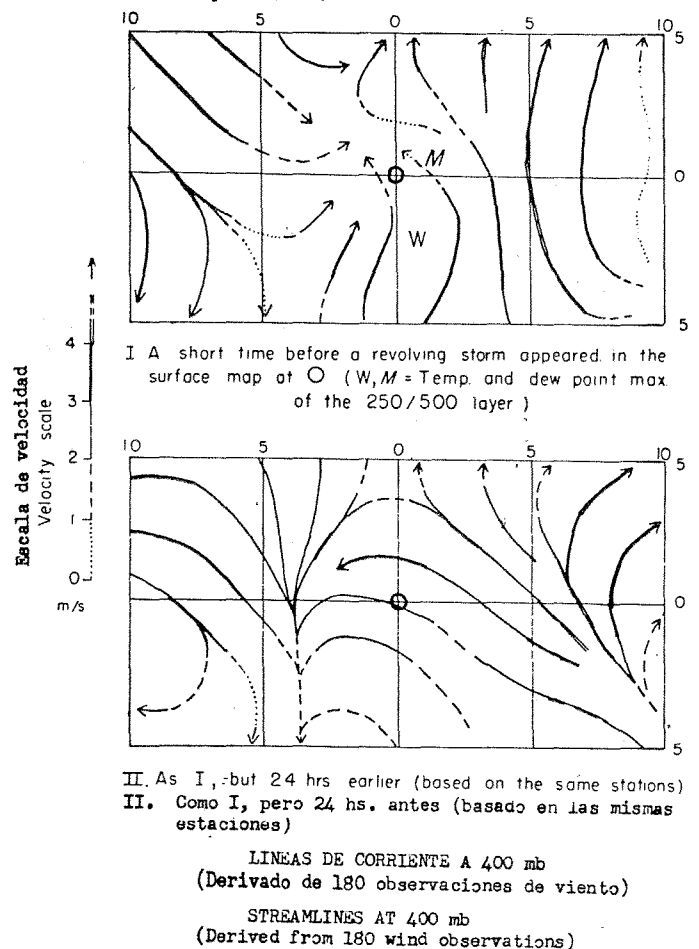 10 5 0 5 10
5
0
M
W
5
I A short time before a revolving storm appeared in the
surface map at O (W, M = Temp. and dew point max.
of the 250/500 layer)
Escala de velocidad
Velocity scale
4
3
2
1
0
m/s
10 5 0 5 10
5
0
5
II. As I, but 24 hrs earlier (based on the same stations)
II. Como I, pero 24 hs. antes (basado en las mismas
estaciones)
LINEAS DE CORRIENTE A 400 mb
(Derivado de 180 observaciones de viento)
STREAMLINES AT 400 mb
(Derived from 180 wind observations)